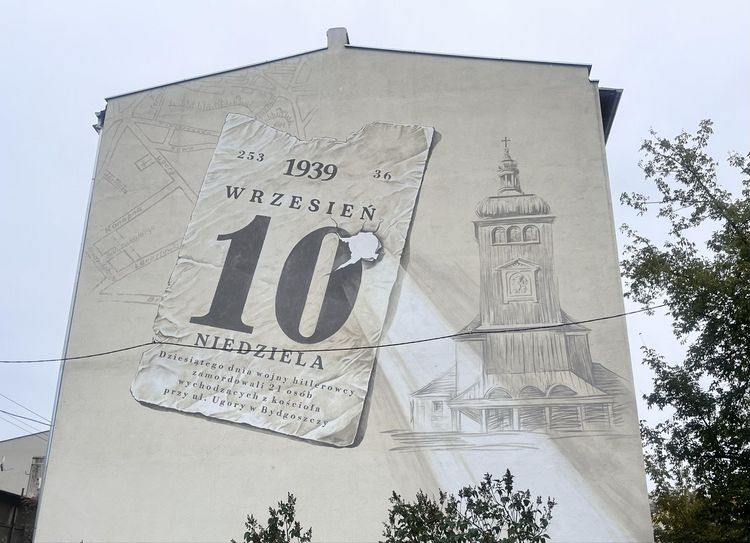 253 1939 36
WRZESIEŃ
10
NIEDZIELA
Dziesiątego dnia wojny hitlerowcy
zamordowali 21 osób
wychodzących z kościoła
przy ul. Ugory w Bydgoszczy